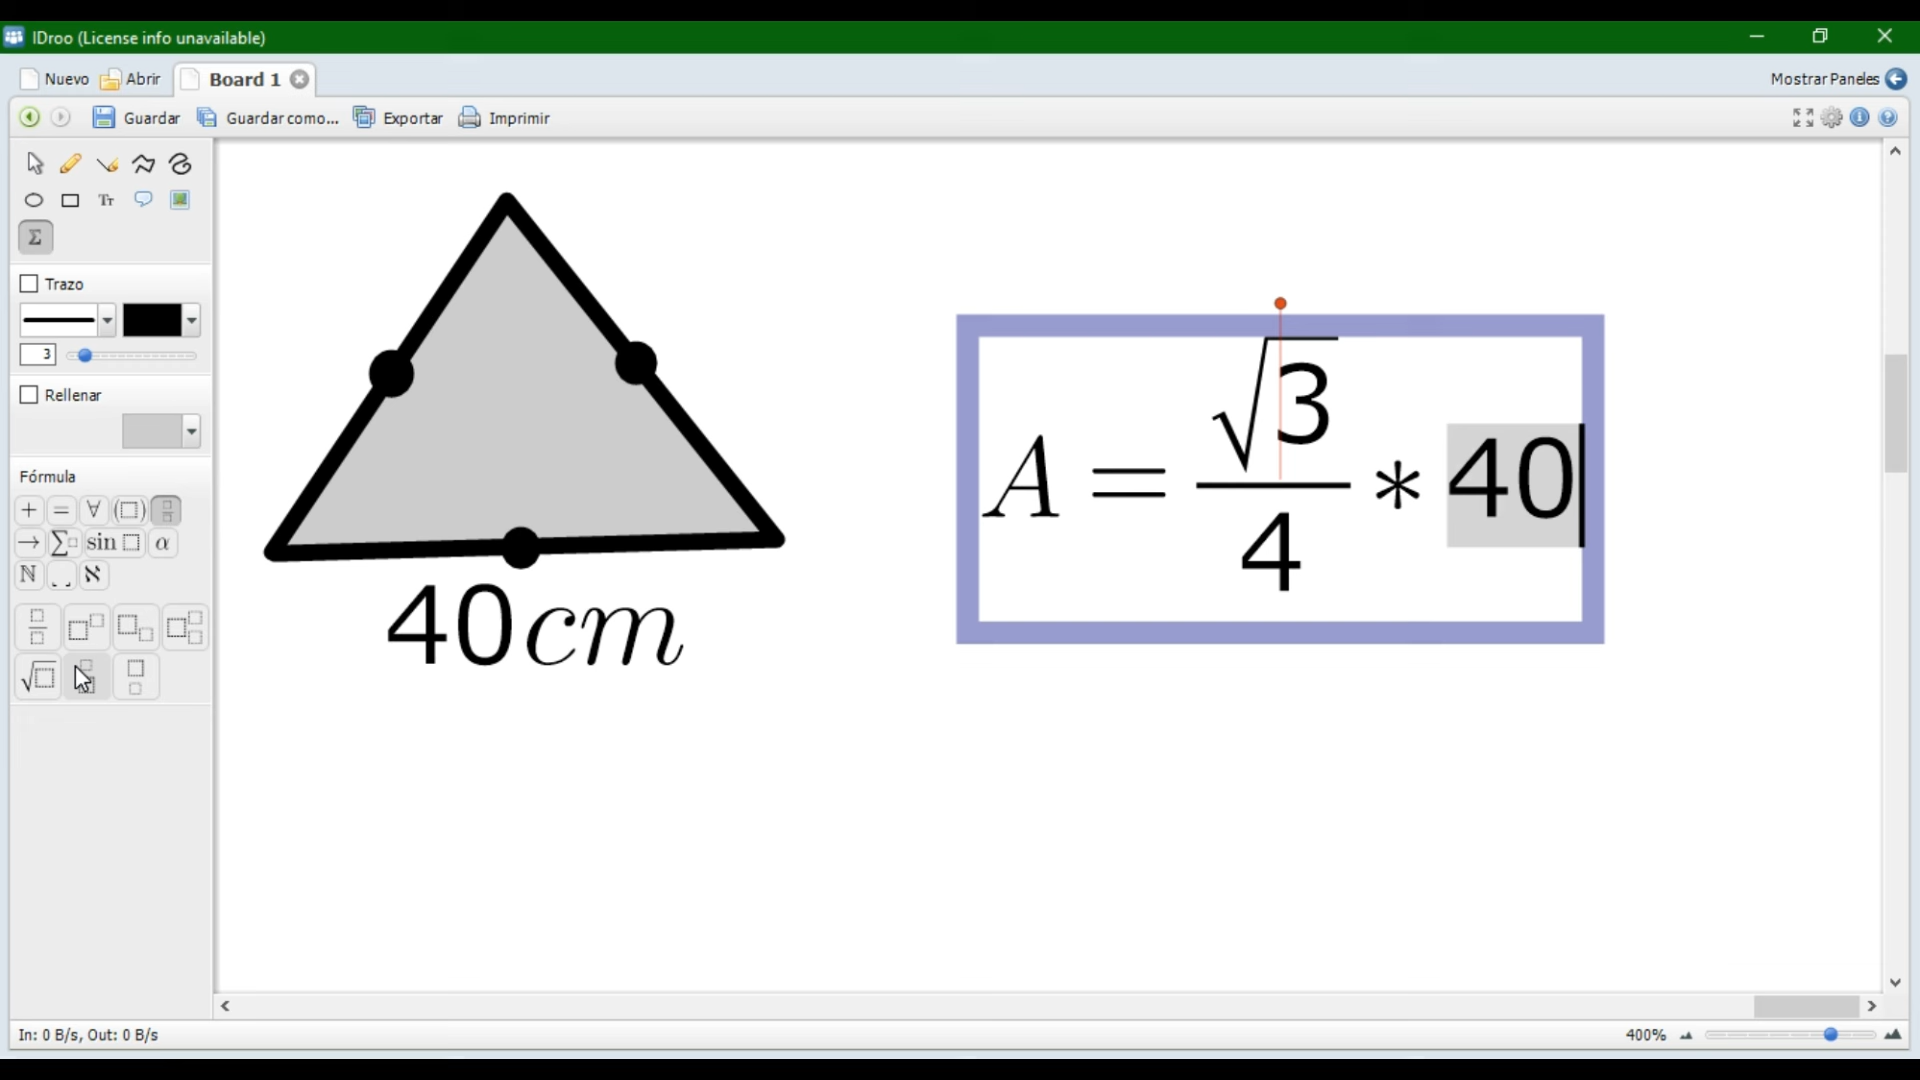 IDroo (License info unavailable)
Nuevo Abrir Board 1 Mostrar Paneles
Guardar Guardar como... Exportar Imprimir
Tr
Σ
Trazo
3
Rellenar
Fórmula
+ = ∀ (□)
→ ∑□ sin □ α
ℕ ℵ
√□
40cm
A = √3/4 * 40
In: 0 B/s, Out: 0 B/s 400%